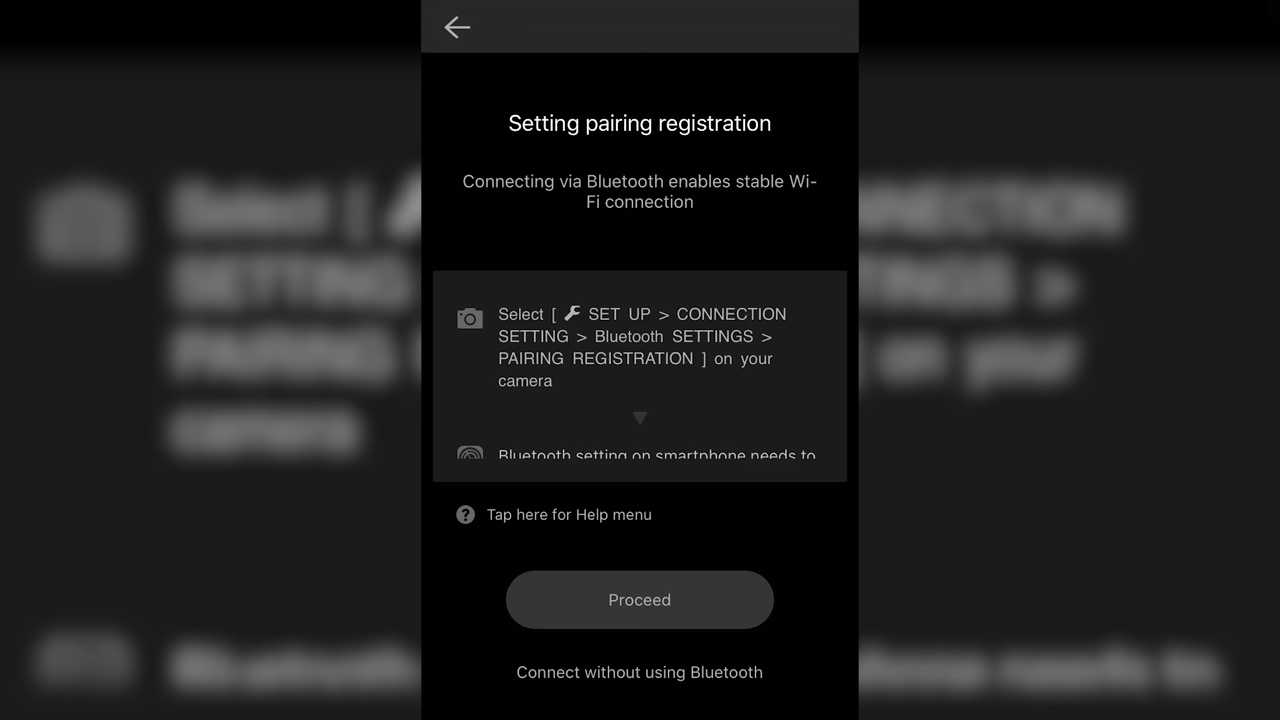 Setting pairing registration
Connecting via Bluetooth enables stable Wi-
Fi connection
Select [ SET UP > CONNECTION
SETTING > Bluetooth SETTINGS >
PAIRING REGISTRATION ] on your
camera
Bluetooth setting on smartphone needs to
? Tap here for Help menu
Proceed
Connect without using Bluetooth